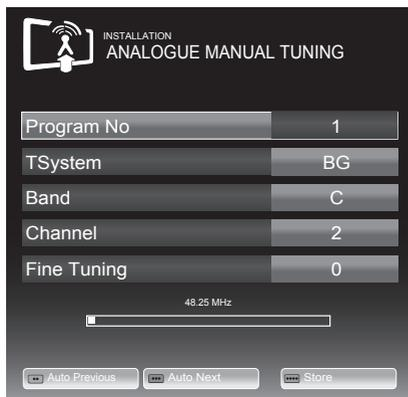 INSTALLATION
ANALOGUE MANUAL TUNING
Program No 1
TSystem BG
Band C
Channel 2
Fine Tuning 0
48.25 MHz
Auto Previous Auto Next Store